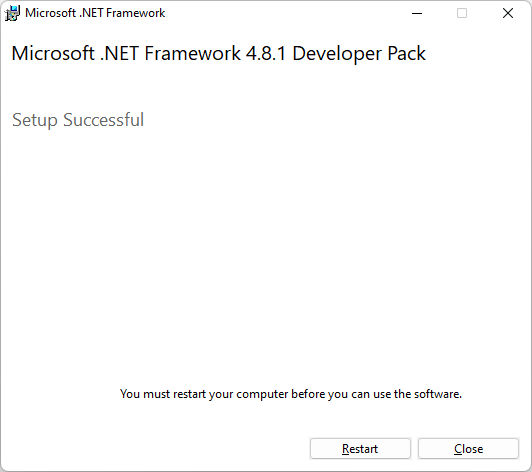 Microsoft .NET Framework
Microsoft .NET Framework 4.8.1 Developer Pack
Setup Successful
You must restart your computer before you can use the software.
Restart
Close